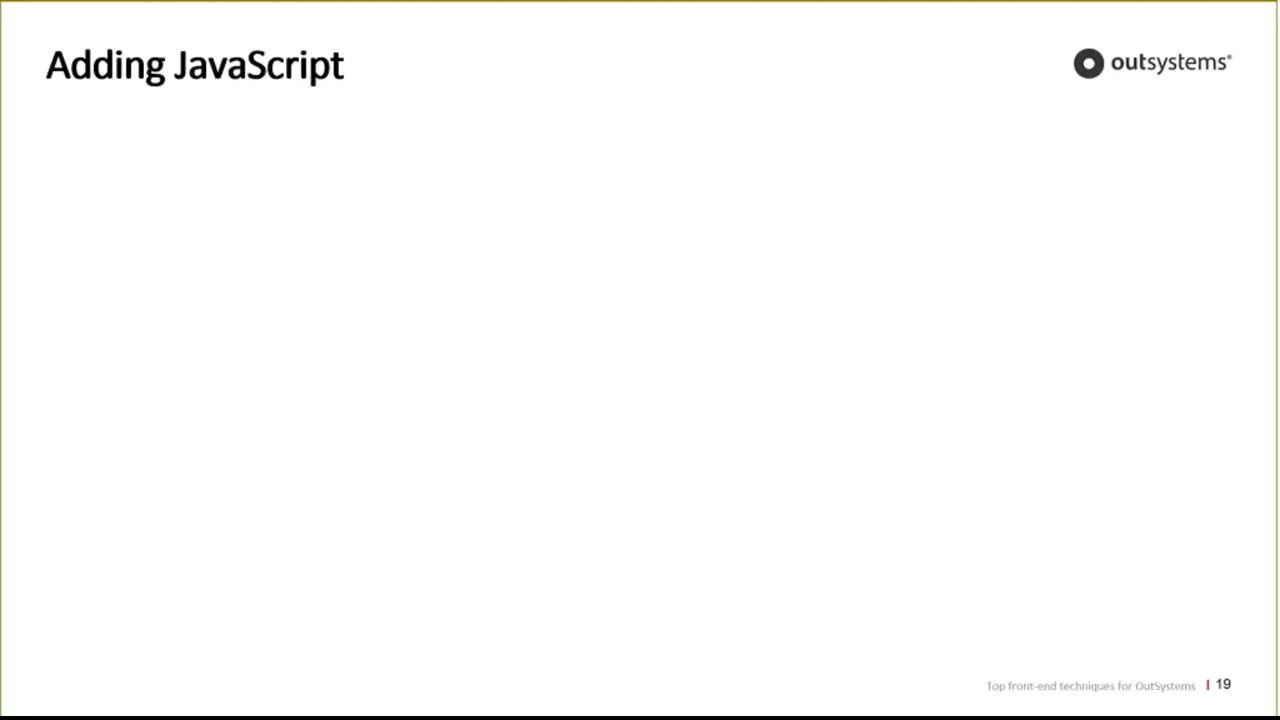 Adding JavaScript
outsystems®
Top front-end techniques for OutSystems | 19